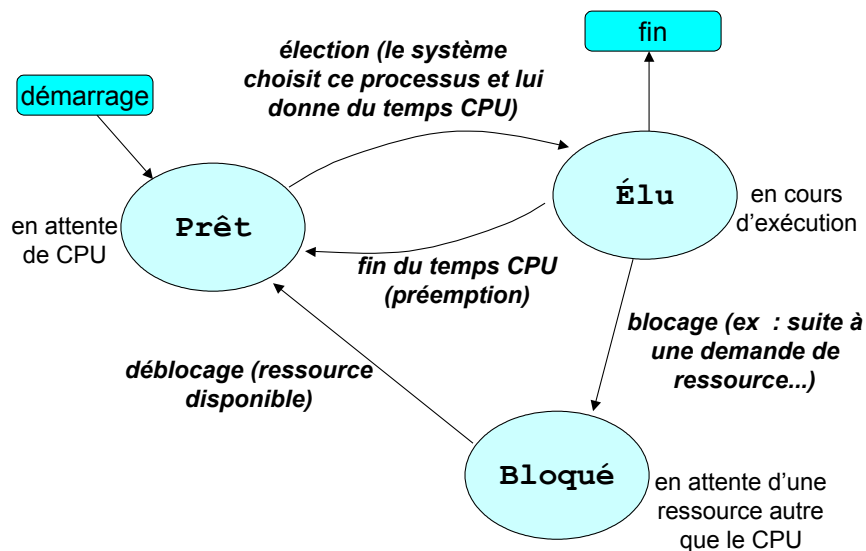 fin
élection (le système
choisit ce processus et lui
donne du temps CPU)
démarrage
Prêt
en attente
de CPU
Élu
en cours
d'exécution
fin du temps CPU
(préemption)
blocage (ex : suite à
une demande de
ressource...)
déblocage (ressource
disponible)
Bloqué
en attente d'une
ressource autre
que le CPU